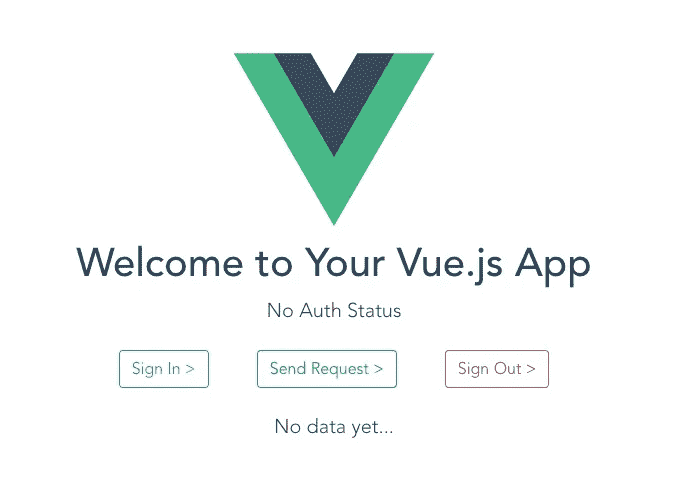 Welcome to Your Vue.js App
No Auth Status
Sign In >
Send Request >
Sign Out >
No data yet...